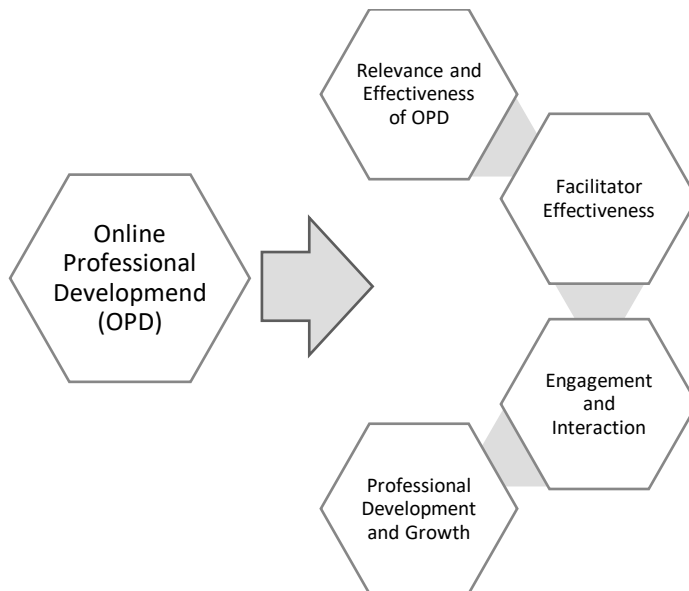 Online
Professional
Developmend
(OPD)
Relevance and
Effectiveness
of OPD
Facilitator
Effectiveness
Engagement
and
Interaction
Professional
Development
and Growth